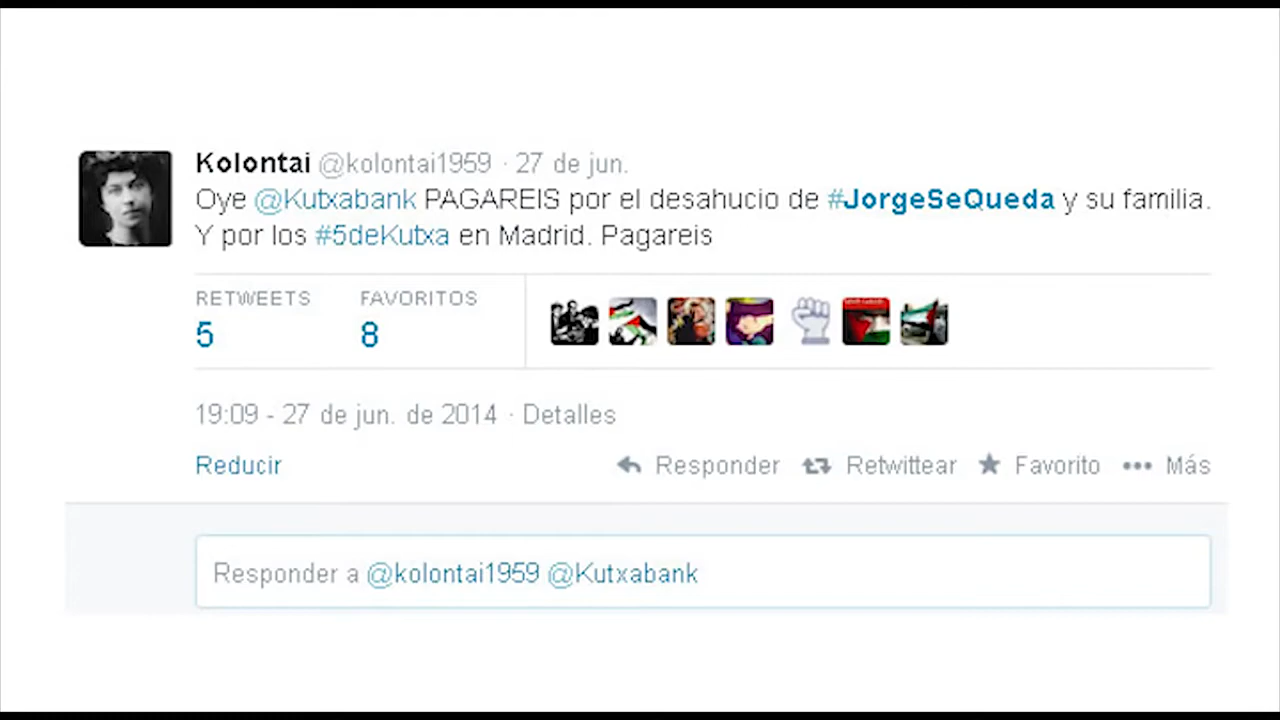 Kolontai @kolontai1959 · 27 de jun.
Oye @Kutxabank PAGAREIS por el desahucio de #JorgeSeQueda y su familia.
Y por los #5deKutxa en Madrid. Pagareis
RETWEETS FAVORITOS
5 8
19:09 - 27 de jun. de 2014 · Detalles
Reducir Responder Retwittear Favorito Más
Responder a @kolontai1959 @Kutxabank